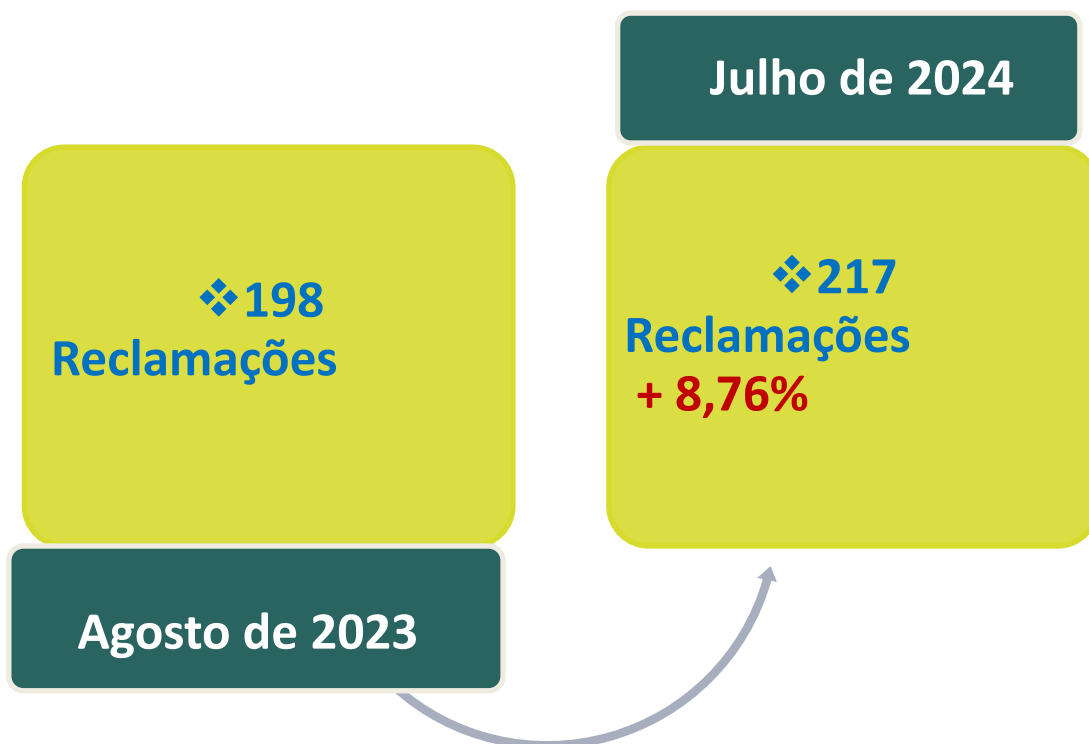 ❖198
Reclamações
Agosto de 2023
Julho de 2024
❖217
Reclamações
+ 8,76%